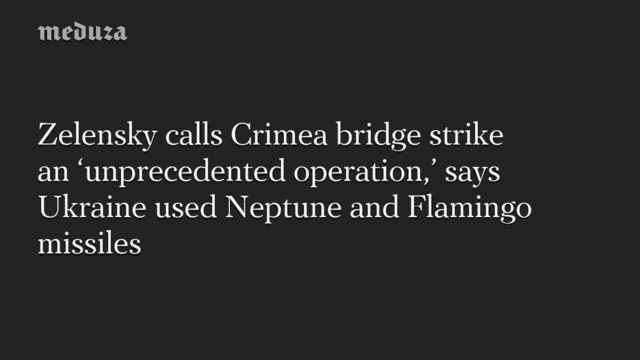 meduza
Zelensky calls Crimea bridge strike
an ‘unprecedented operation,’ says
Ukraine used Neptune and Flamingo
missiles